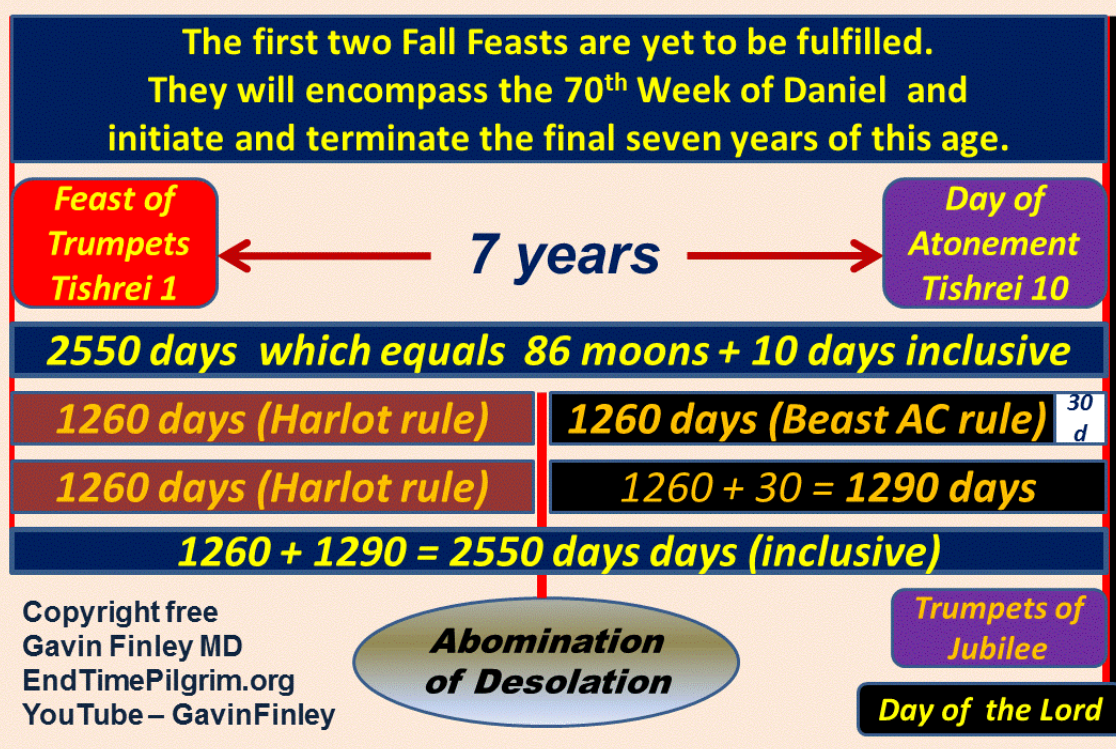 The first two Fall Feasts are yet to be fulfilled.
They will encompass the 70th Week of Daniel and
initiate and terminate the final seven years of this age.
Feast of
Trumpets
Tishrei 1
7 years
Day of
Atonement
Tishrei 10
2550 days which equals 86 moons + 10 days inclusive
1260 days (Harlot rule)
1260 days (Beast AC rule)
30
d
1260 days (Harlot rule)
1260 + 30 = 1290 days
1260 + 1290 = 2550 days days (inclusive)
Copyright free
Gavin Finley MD
EndTimePilgrim.org
YouTube – GavinFinley
Abomination
of Desolation
Trumpets of
Jubilee
Day of the Lord